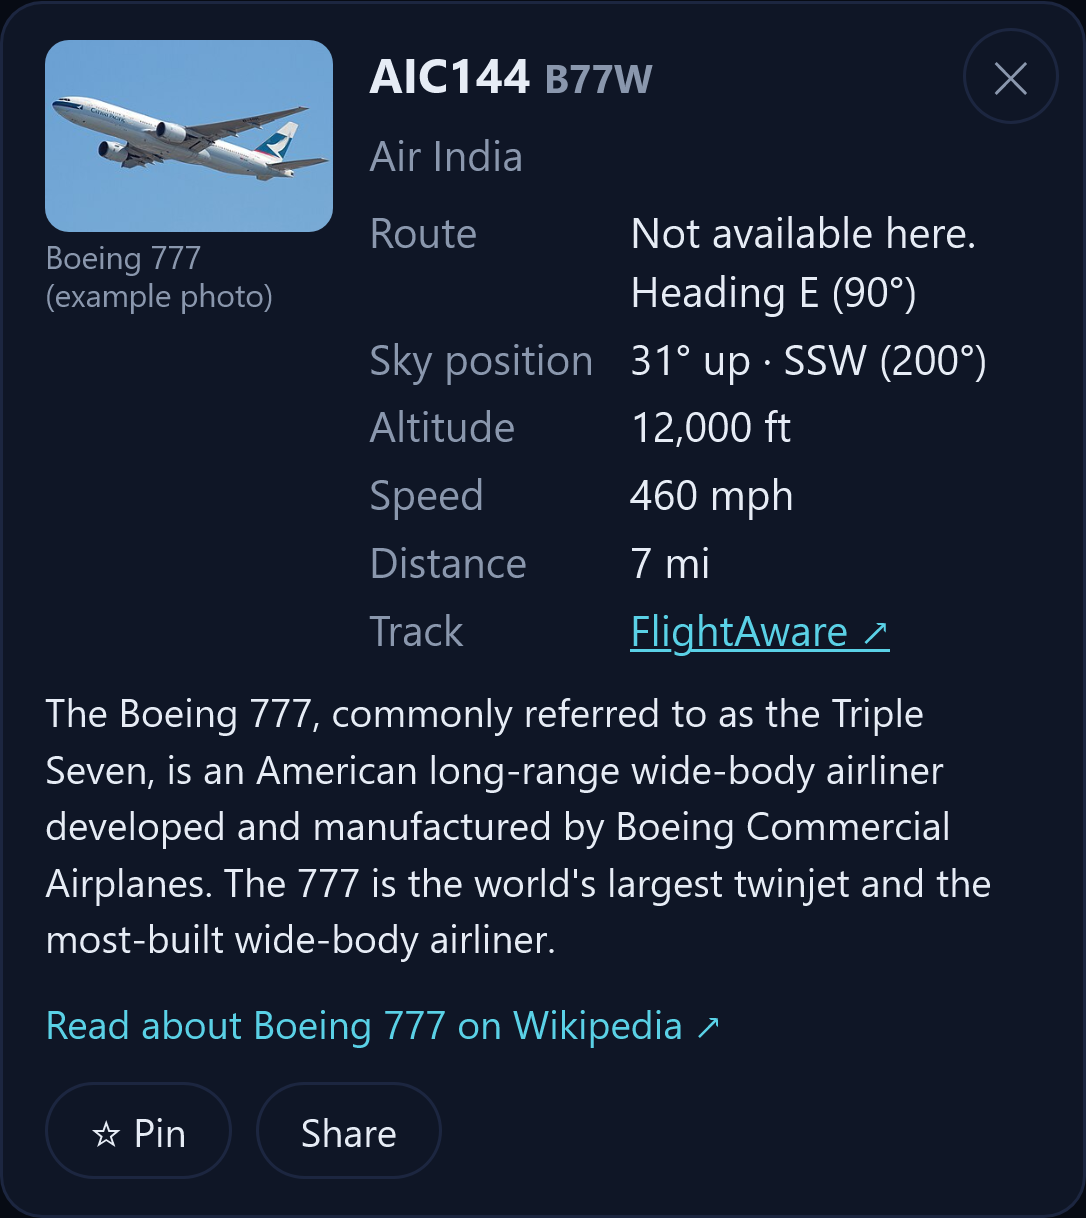 AIC144 B77W
Air India
Boeing 777
(example photo)
Route Not available here.
Heading E (90°)
Sky position 31° up · SSW (200°)
Altitude 12,000 ft
Speed 460 mph
Distance 7 mi
Track FlightAware ↗
The Boeing 777, commonly referred to as the Triple
Seven, is an American long-range wide-body airliner
developed and manufactured by Boeing Commercial
Airplanes. The 777 is the world's largest twinjet and the
most-built wide-body airliner.
Read about Boeing 777 on Wikipedia ↗
☆ Pin
Share